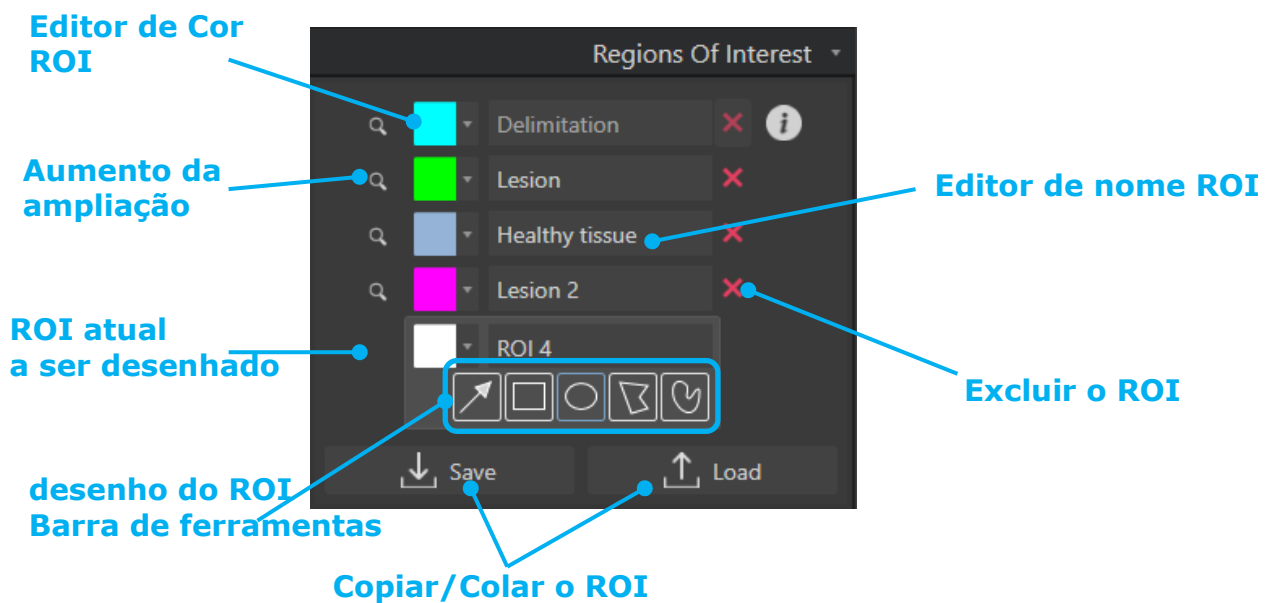 Editor de Cor
ROI
Regions Of Interest
Delimitation
i
Aumento da
ampliação
Lesion
Editor de nome ROI
Healthy tissue
Lesion 2
ROI atual
a ser desenhado
ROI 4
Excluir o ROI
Save
Load
desenho do ROI
Barra de ferramentas
Copiar/Colar o ROI